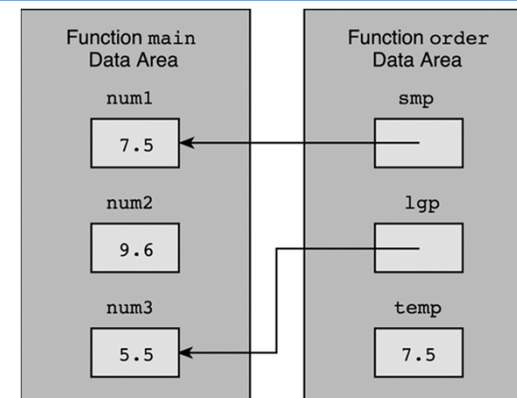 Function main
Data Area
num1
7.5
num2
9.6
num3
5.5
Function order
Data Area
smp
lgp
temp
7.5